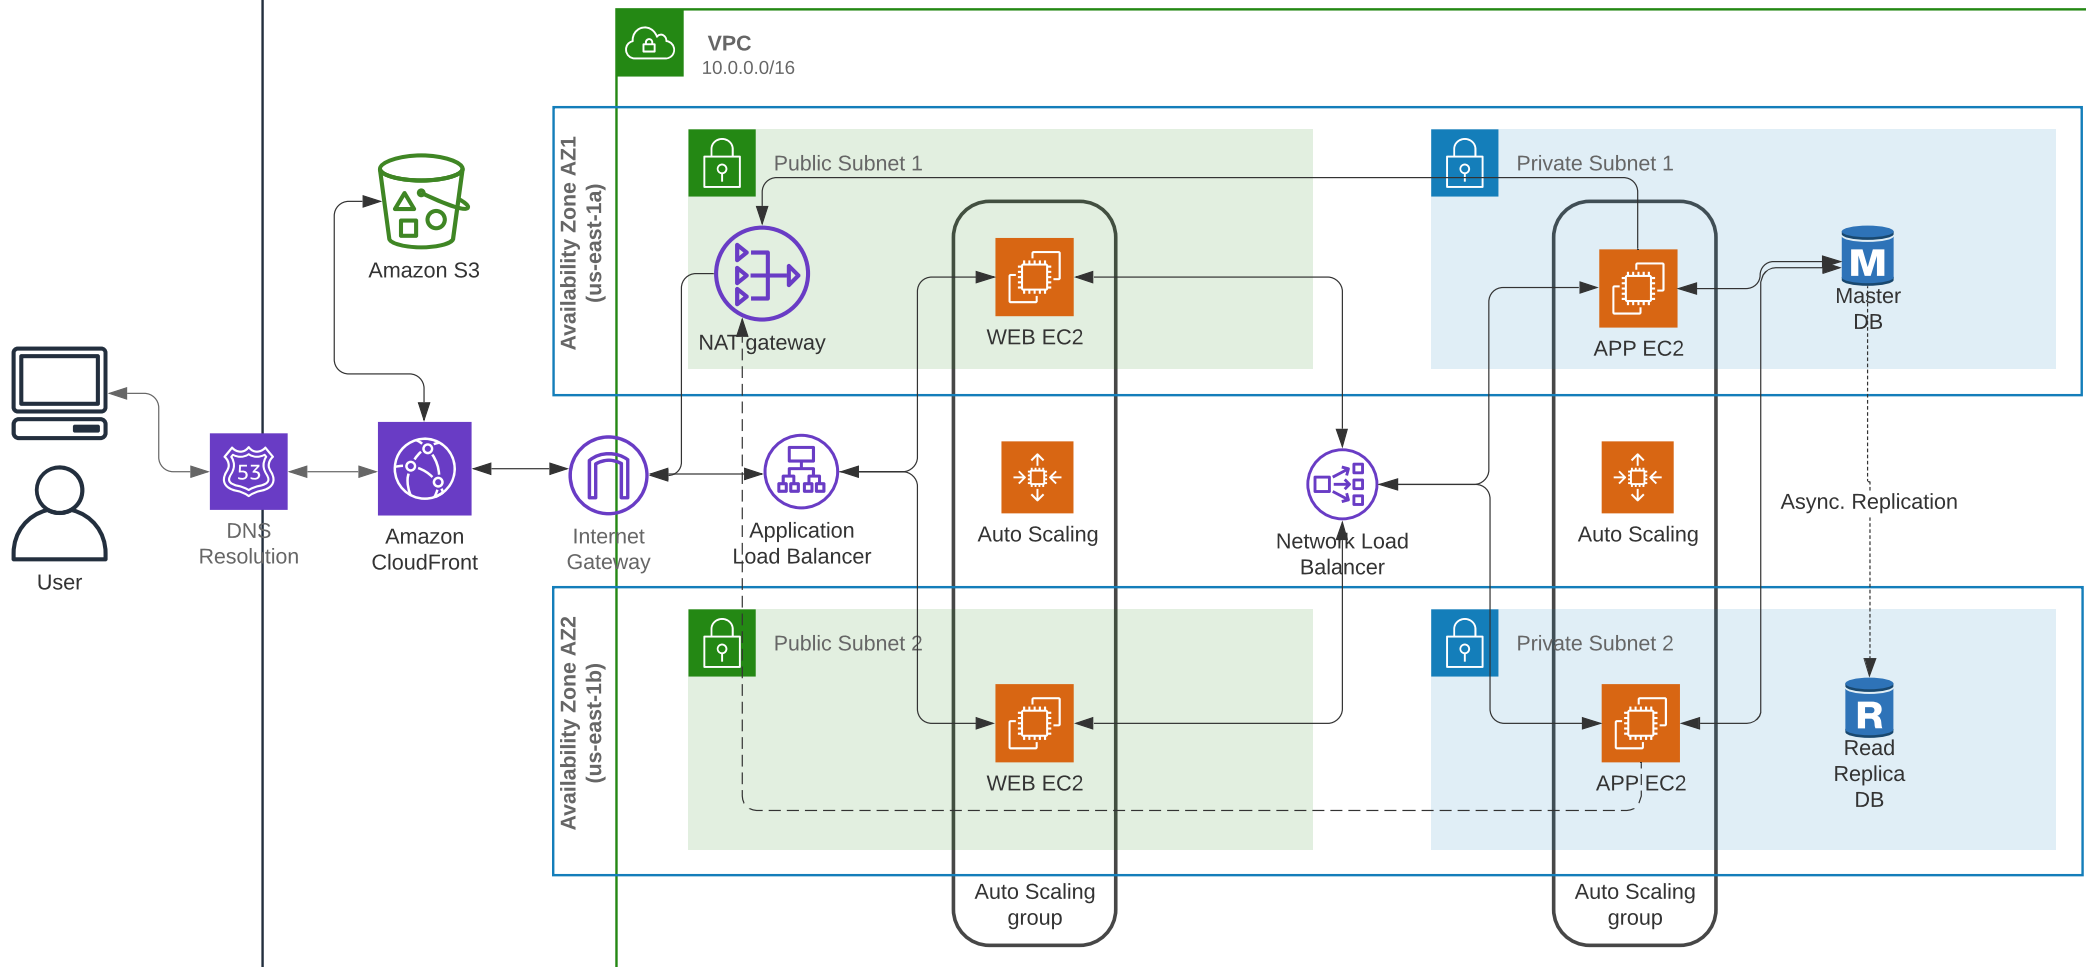 VPC
10.0.0.0/16
Availability Zone AZ1
(us-east-1a)
Public Subnet 1
Private Subnet 1
Amazon S3
NAT gateway
WEB EC2
APP EC2
M
Master
DB
53
DNS
Resolution
User
Amazon
CloudFront
Internet
Gateway
Application
Load Balancer
Auto Scaling
Network Load
Balancer
Auto Scaling
Async. Replication
Availability Zone AZ2
(us-east-1b)
Public Subnet 2
Private Subnet 2
WEB EC2
APP EC2
R
Read
Replica
DB
Auto Scaling
group
Auto Scaling
group